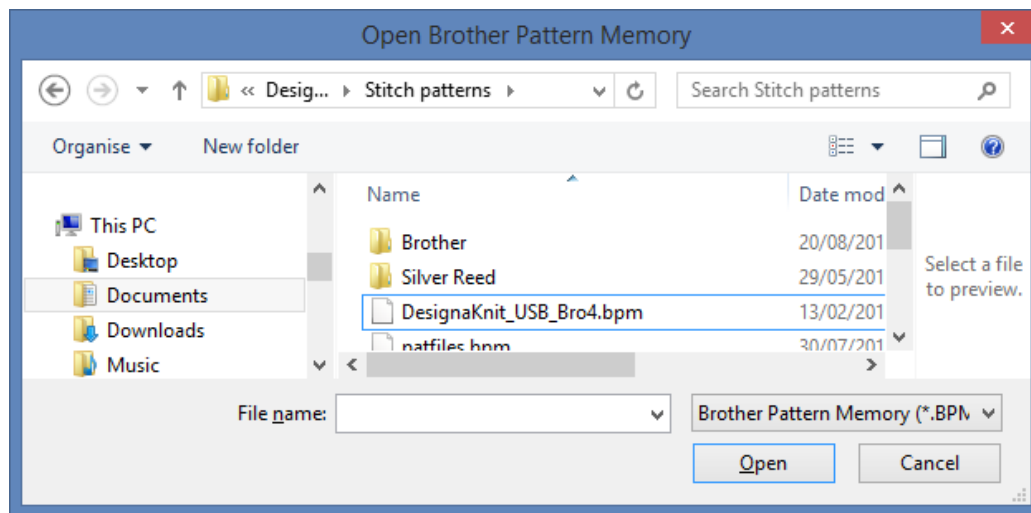 Open Brother Pattern Memory
« Desig... Stitch patterns
Search Stitch patterns
Organise New folder
Name Date mod
This PC
Desktop
Documents
Downloads
Music
Brother 20/08/201
Silver Reed 29/05/201
DesignaKnit_USB_Bro4.bpm 13/02/201
natfiles.bpm 30/07/201
Select a file
to preview.
File name:
Brother Pattern Memory (*.BPM
Open Cancel